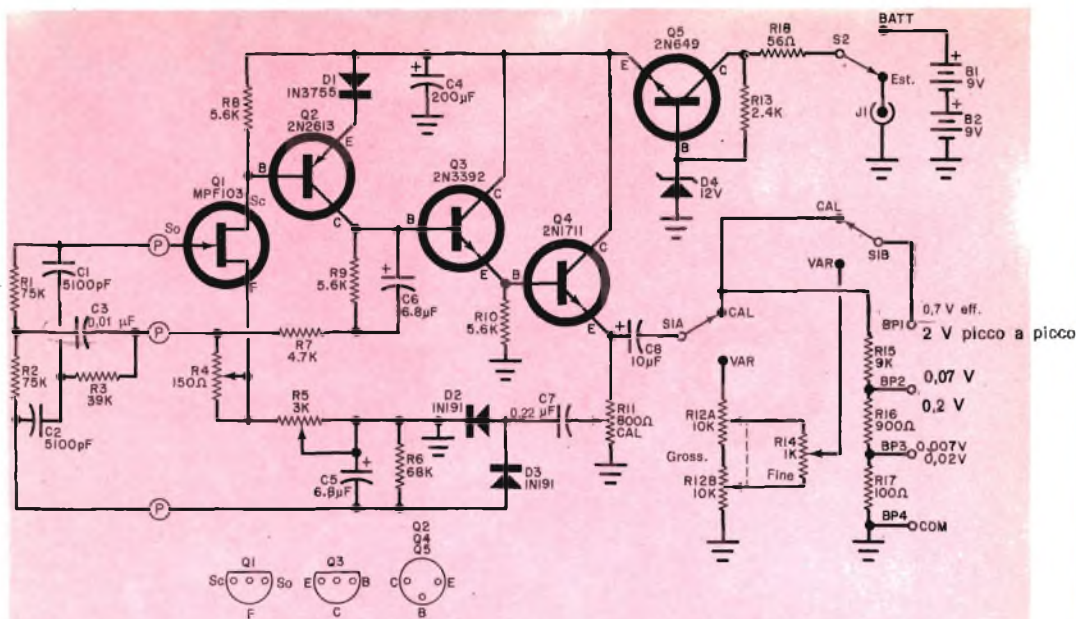 BATT
Q5
2N649
R18
56Ω
S2
E
C
B
Est.
J1
B1
9V
B2
9V
R13
2.4K
D4
12V
D1
IN3755
+
C4
200µF
R8
5.6K
Q2
2N2613
E
B
C
Q1
MPF103
Sc
So
F
P
Q3
2N3392
B
C
E
Q4
2N1711
B
C
E
R1
75K
C1
5100pF
C3
0,01 µF
P
R2
75K
R3
39K
C2
5100pF
R9
5.6K
+
C6
6.8µF
R10
5.6K
R7
4.7K
R4
150Ω
R5
3K
+
C5
6.8µF
R6
68K
D2
IN191
C7
0,22 µF
D3
IN191
P
R11
800Ω
CAL
+
C8
10µF
S1A
CAL
VAR
CAL
S1B
VAR
R12A
10K
Gross.
R12B
10K
R14
1K
Fine
BP1
0,7 V eff.
2 V picco a picco
R15
9K
BP2
0,07 V
0,2 V
R16
900Ω
BP3
0,007V
0,02V
R17
100Ω
BP4
COM
Q1
Sc
So
F
Q3
E
B
C
Q2
Q4
Q5
C
E
B